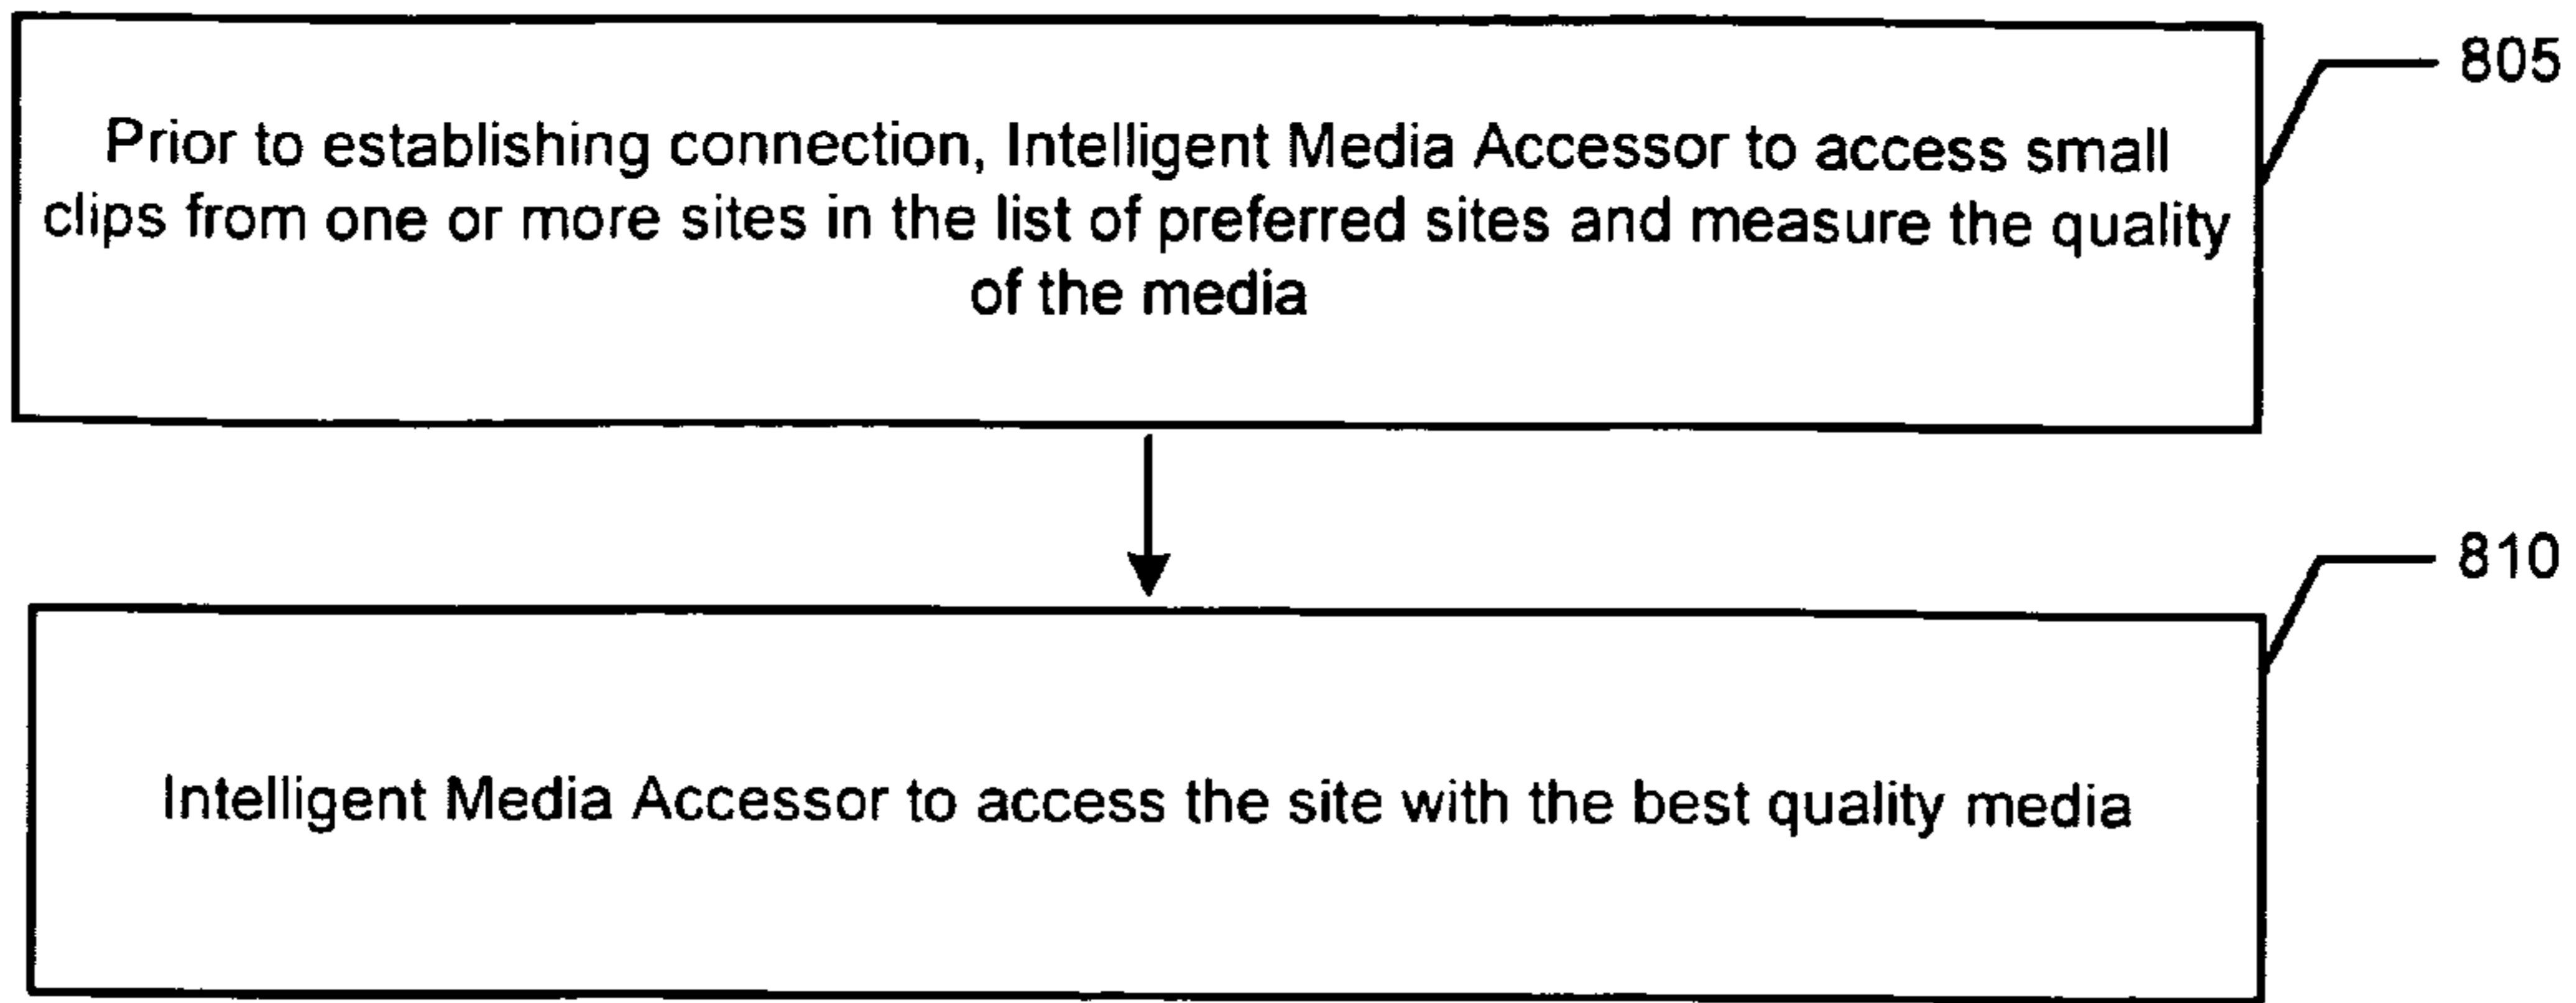 805
Prior to establishing connection, Intelligent Media Accessor to access small
clips from one or more sites in the list of preferred sites and measure the quality
of the media
810
Intelligent Media Accessor to access the site with the best quality media